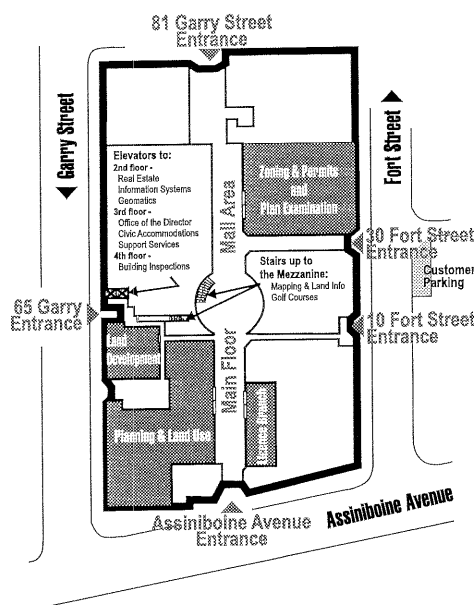 81 Garry Street
Entrance
Garry Street
Fort Street
Elevators to:
2nd floor -
Real Estate
Information Systems
Geomatics
3rd floor -
Office of the Director
Civic Accommodations
Support Services
4th floor -
Building Inspections
Zoning & Permits
and
Plan Examination
Mall Area
30 Fort Street
Entrance
Stairs up to
the Mezzanine:
Mapping & Land Info
Golf Courses
Customer
Parking
65 Garry
Entrance
10 Fort Street
Entrance
Land
Development
Main Floor
Planning & Land Use
Licence Branch
Assiniboine Avenue
Entrance
Assiniboine Avenue